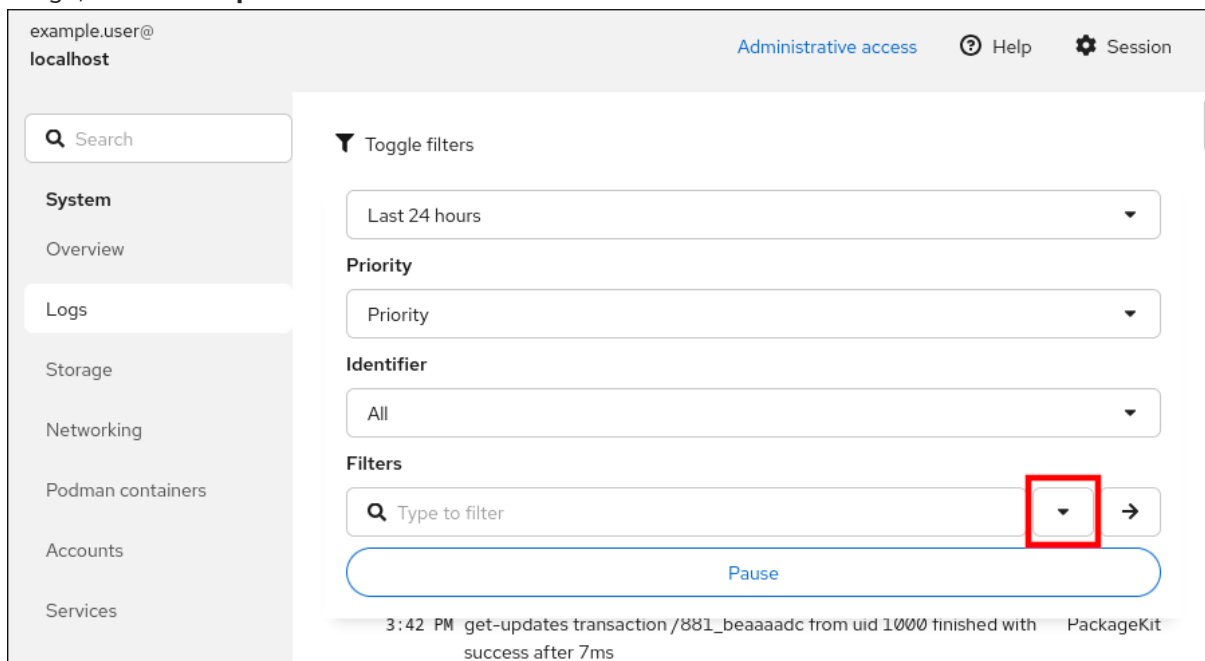 example.user@
localhost
Administrative access
Help
Session
Search
System
Overview
Logs
Storage
Networking
Podman containers
Accounts
Services
Toggle filters
Last 24 hours
Priority
Priority
Identifier
All
Filters
Type to filter
Pause
3:42 PM get-updates transaction /881_beaaaadc from uid 1000 finished with PackageKit
success after 7ms